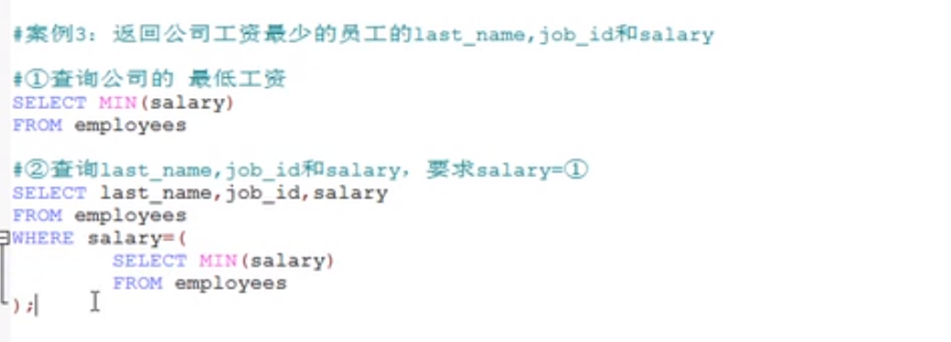 #案例3：返回公司工资最少的员工的last_name,job_id和salary
#①查询公司的 最低工资
SELECT MIN(salary)
FROM employees
#②查询last_name,job_id和salary，要求salary=①
SELECT last_name,job_id,salary
FROM employees
WHERE salary=(
SELECT MIN(salary)
FROM employees
);